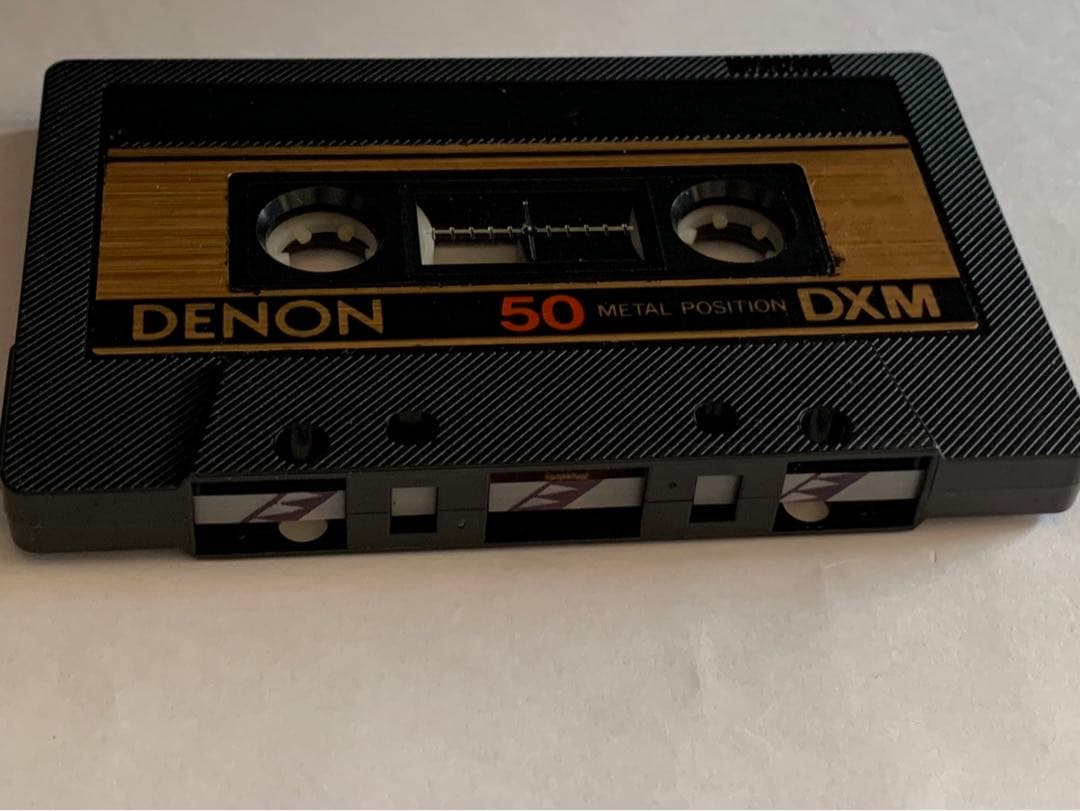 DENON 50 METAL POSITION DXM